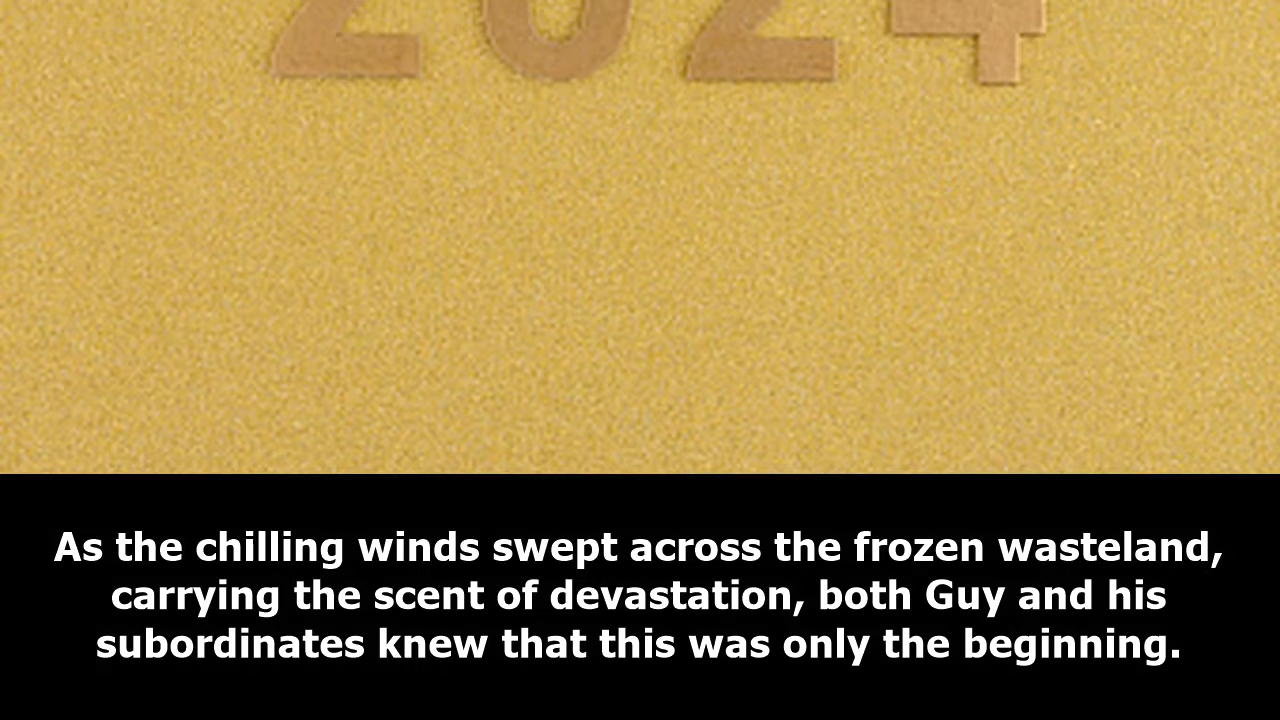 2024
As the chilling winds swept across the frozen wasteland,
carrying the scent of devastation, both Guy and his
subordinates knew that this was only the beginning.